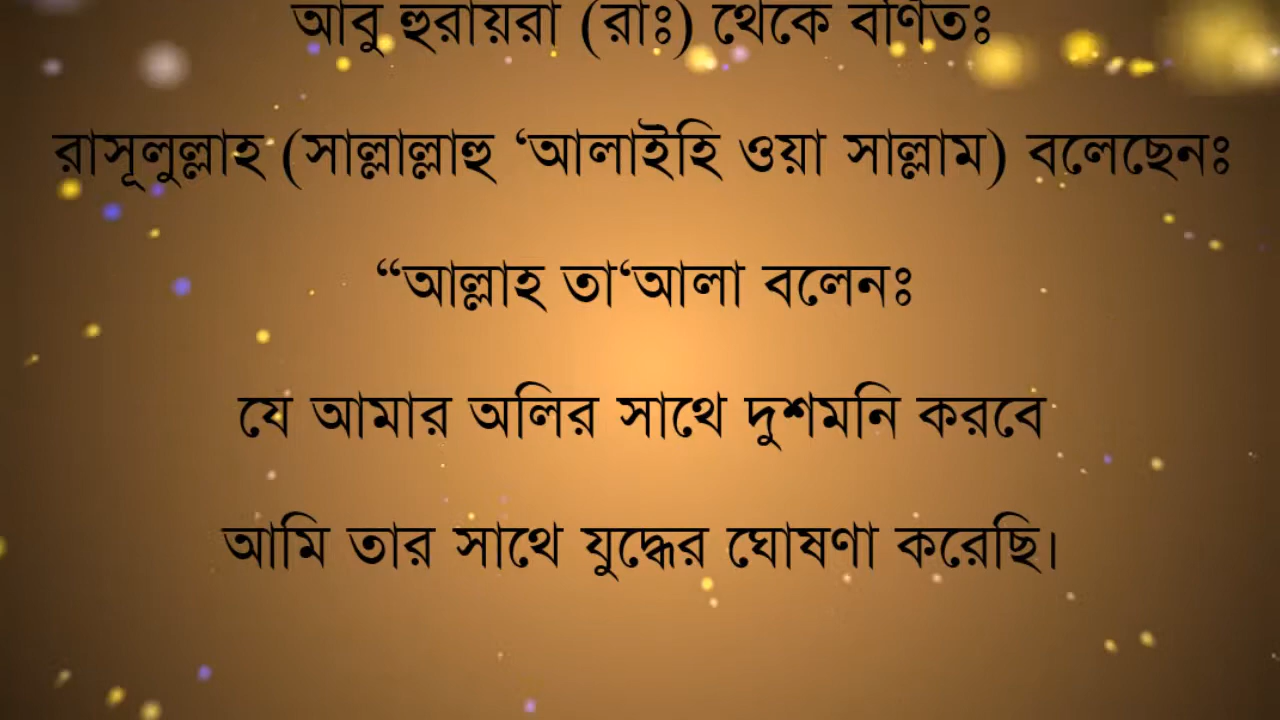 আবু হুরায়রা (রাঃ) থেকে বর্ণিতঃ
রাসূলুল্লাহ (সাল্লাল্লাহু ‘আলাইহি ওয়া সাল্লাম) বলেছেনঃ
“আল্লাহ তা‘আলা বলেনঃ
যে আমার অলির সাথে দুশমনি করবে
আমি তার সাথে যুদ্ধের ঘোষণা করেছি।